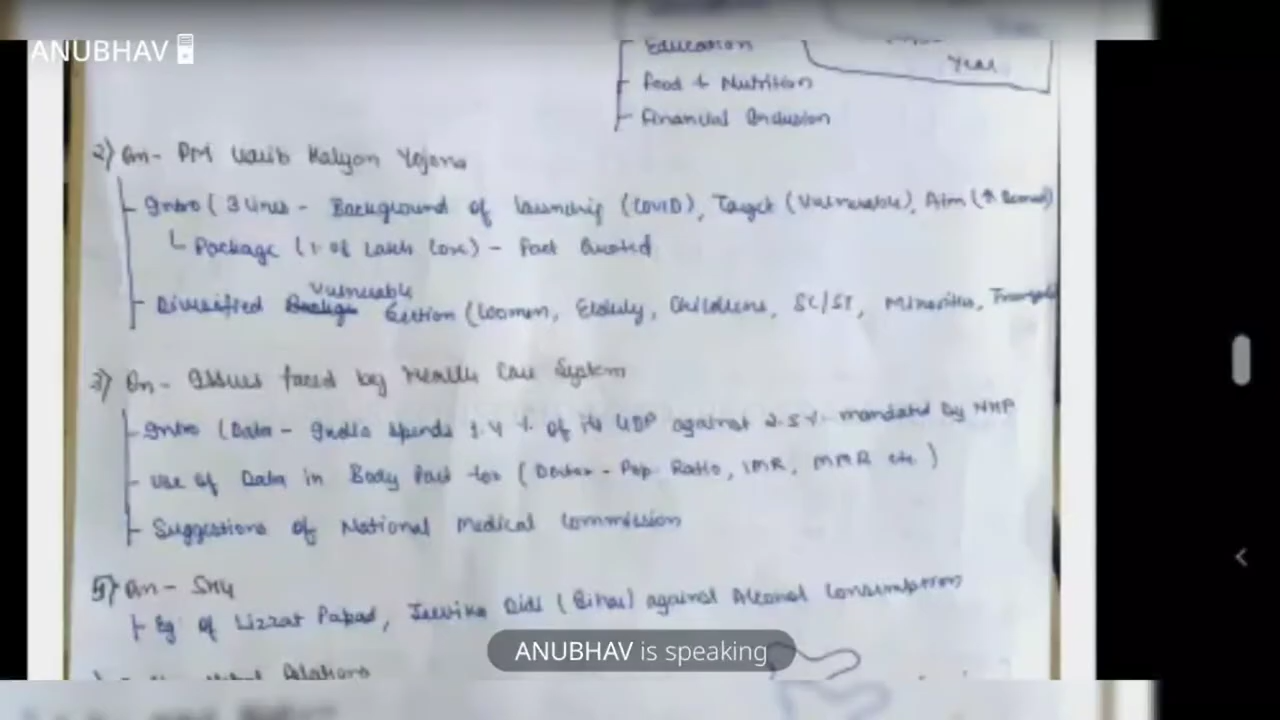 ANUBHAV
Education
Food & Nutrition
Year
Financial Inclusion
2) Qn - PM Garib Kalyan Yojana
Intro (3 lines - Background of launching (COVID), Target (Vulnerable), Aim
Package (% of Lakh Core) - Fact Quoted
Vulnerable
Diversified Section (Women, Elderly, Childrens, SC/ST, Minorities,
3) Qn - Issues faced by Health Care System
Intro (Data - India spends 1.4 % of its GDP against 2.5 % mandated by NHP
Use of Data in Body Part too (Doctor - Pop. Ratio, IMR, MMR etc.)
Suggestions of National Medical Commission
5) Qn - SHG
Eg of Lizzat Papad, Jeevika Didi (Bihar) against Alcohol Consumption
ANUBHAV is speaking